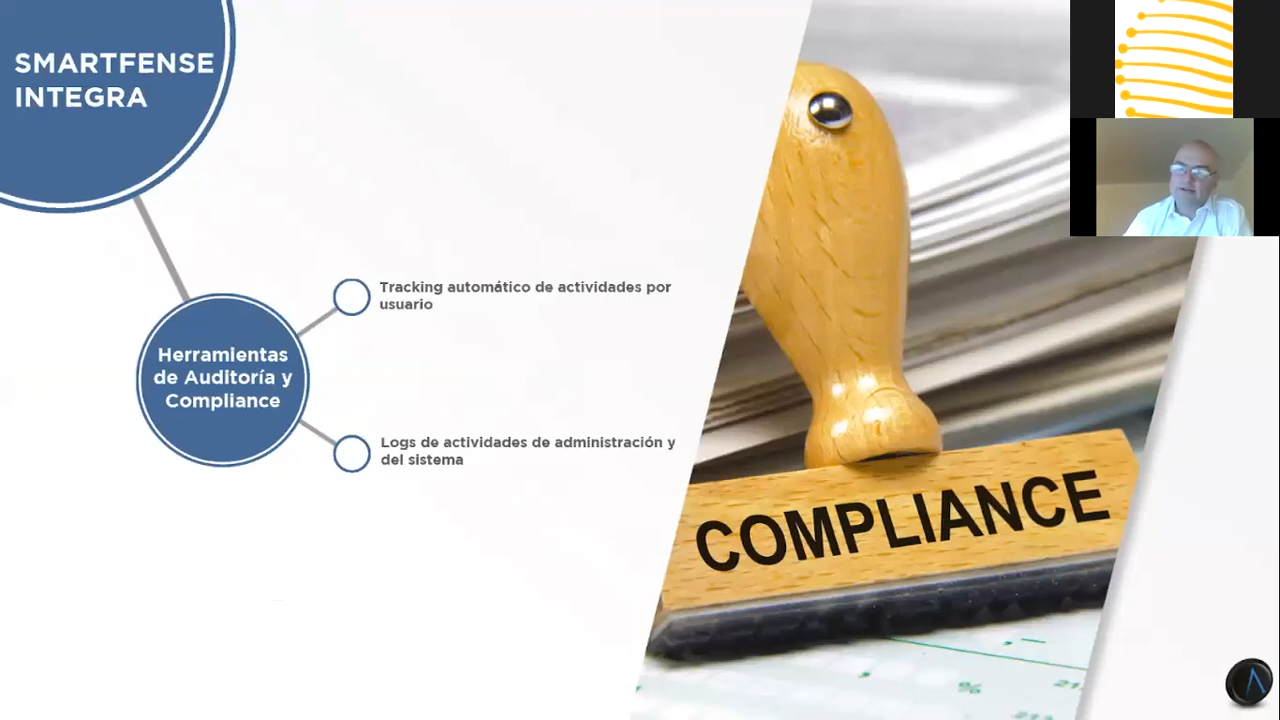 SMARTFENSE
INTEGRA
Tracking automático de actividades por
usuario
Herramientas
de Auditoría y
Compliance
Logs de actividades de administración y
del sistema
COMPLIANCE
%